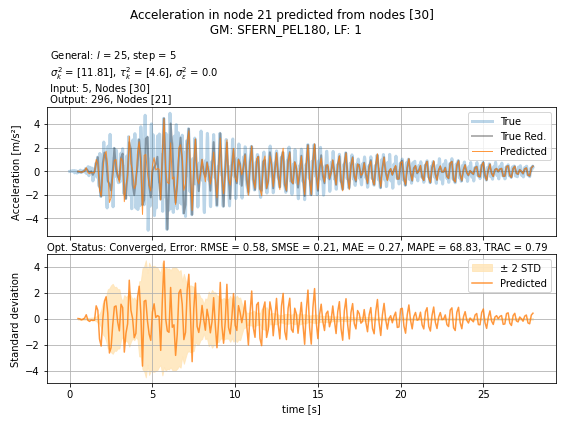 Acceleration in node 21 predicted from nodes [30]
GM: SFERN_PEL180, LF: 1
General: l = 25, step = 5
σ²ₖ = [11.81], τ²ₖ = [4.6], σ²ε = 0.0
Input: 5, Nodes [30]
Output: 296, Nodes [21]
Acceleration [m/s²]
4
2
0
−2
−4
True
True Red.
Predicted
Opt. Status: Converged, Error: RMSE = 0.58, SMSE = 0.21, MAE = 0.27, MAPE = 68.83, TRAC = 0.79
Standard deviation
4
2
0
−2
−4
± 2 STD
Predicted
0 5 10 15 20 25
time [s]